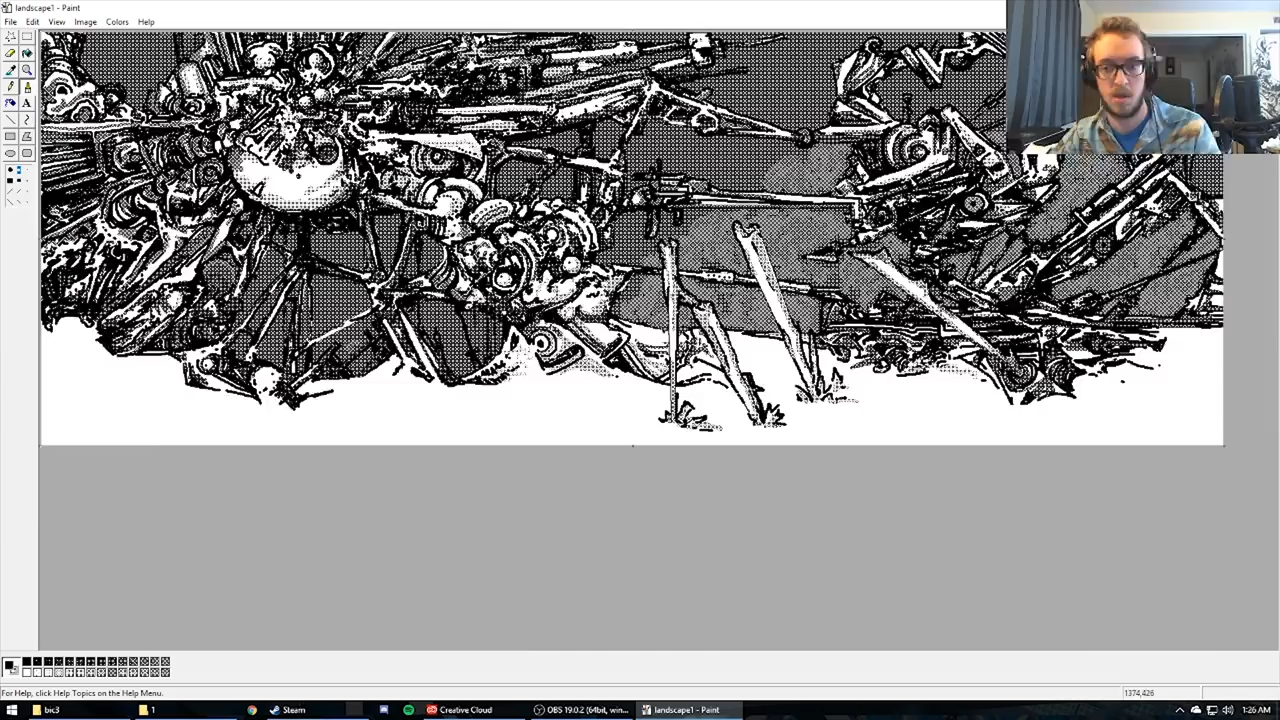 landscape1 - Paint
File Edit View Image Colors Help
A
For Help, click Help Topics on the Help Menu.
1374,426
bic3
1
Steam
Creative Cloud
OBS 19.0.2 (64bit, win...
landscape1 - Paint
1:26 AM